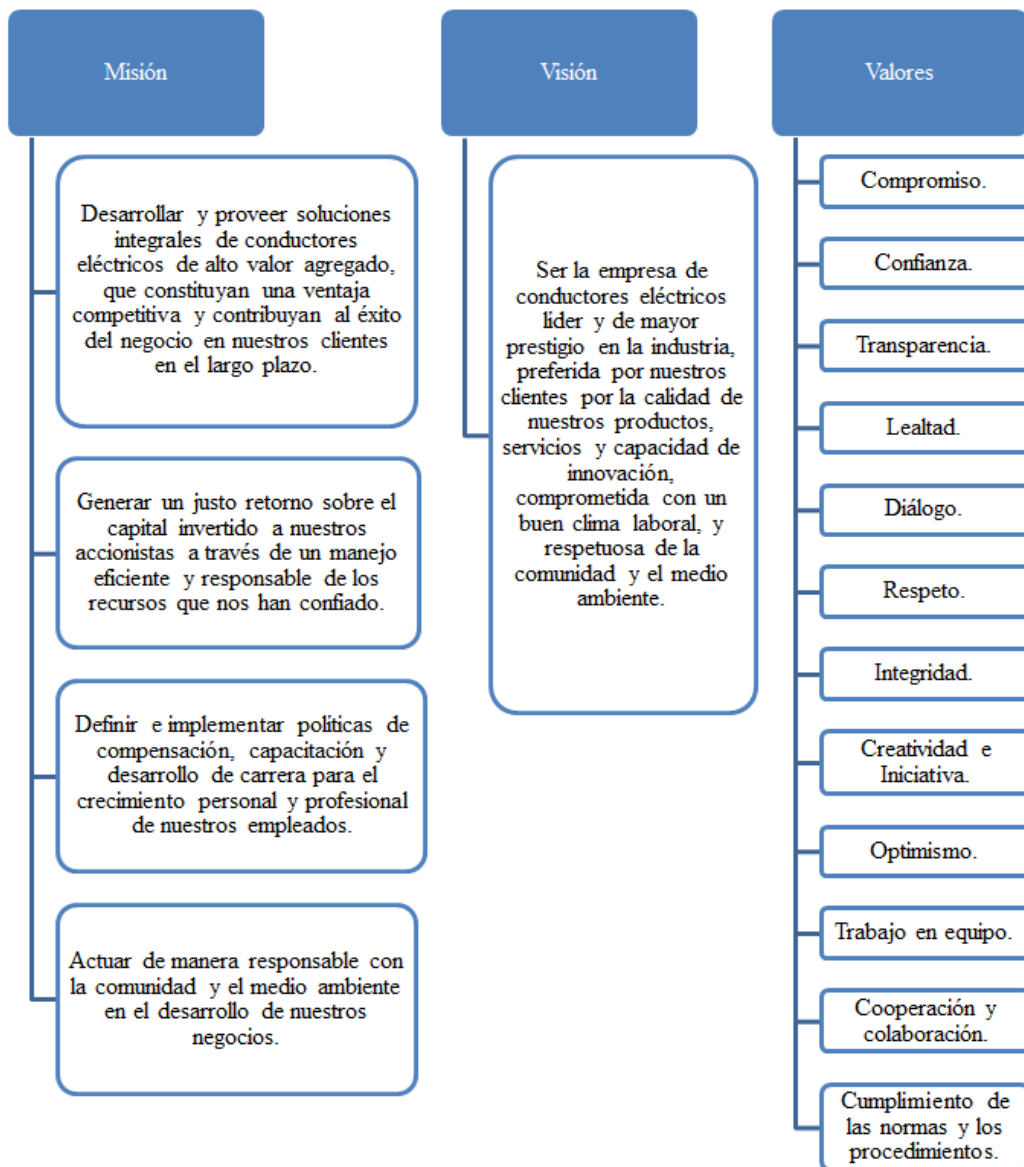 Misión
Desarrollar y proveer soluciones
integrales de conductores
eléctricos de alto valor agregado,
que constituyan una ventaja
competitiva y contribuyan al éxito
del negocio en nuestros clientes
en el largo plazo.
Generar un justo retorno sobre el
capital invertido a nuestros
accionistas a través de un manejo
eficiente y responsable de los
recursos que nos han confiado.
Definir e implementar políticas de
compensación, capacitación y
desarrollo de carrera para el
crecimiento personal y profesional
de nuestros empleados.
Actuar de manera responsable con
la comunidad y el medio ambiente
en el desarrollo de nuestros
negocios.
Visión
Ser la empresa de
conductores eléctricos
líder y de mayor
prestigio en la industria,
preferida por nuestros
clientes por la calidad de
nuestros productos,
servicios y capacidad de
innovación,
comprometida con un
buen clima laboral, y
respetuosa de la
comunidad y el medio
ambiente.
Valores
Compromiso.
Confianza.
Transparencia.
Lealtad.
Diálogo.
Respeto.
Integridad.
Creatividad e
Iniciativa.
Optimismo.
Trabajo en equipo.
Cooperación y
colaboración.
Cumplimiento de
las normas y los
procedimientos.